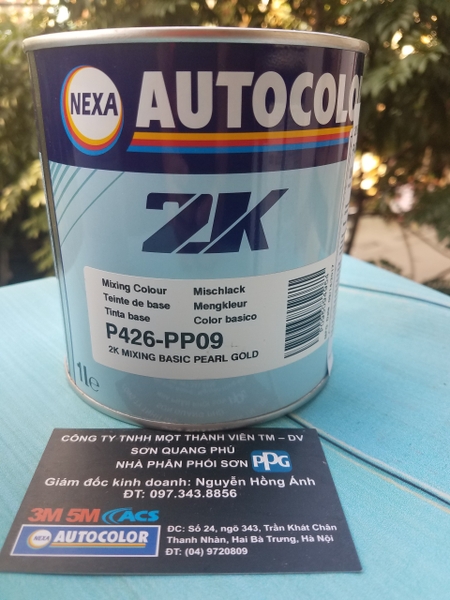 NEXA AUTOCOLO
2K
Mixing Colour Mischlack
Teinte de base Mengkleur
Tinta base Color basico
P426-PP09
2K MIXING BASIC PEARL GOLD
1L e
CÔNG TY TNHH MỘT THÀNH VIÊN TM – DV
SƠN QUANG PHÚ
NHÀ PHÂN PHỐI SƠN PPG
Giám đốc kinh doanh: Nguyễn Hồng Ánh
ĐT: 097.343.8856
3M 5M ACS
NEXA AUTOCOLOR
ĐC: Số 24, ngõ 343, Trần Khát Chân
Thanh Nhàn, Hai Bà Trưng, Hà Nội
ĐT: (04) 9720809